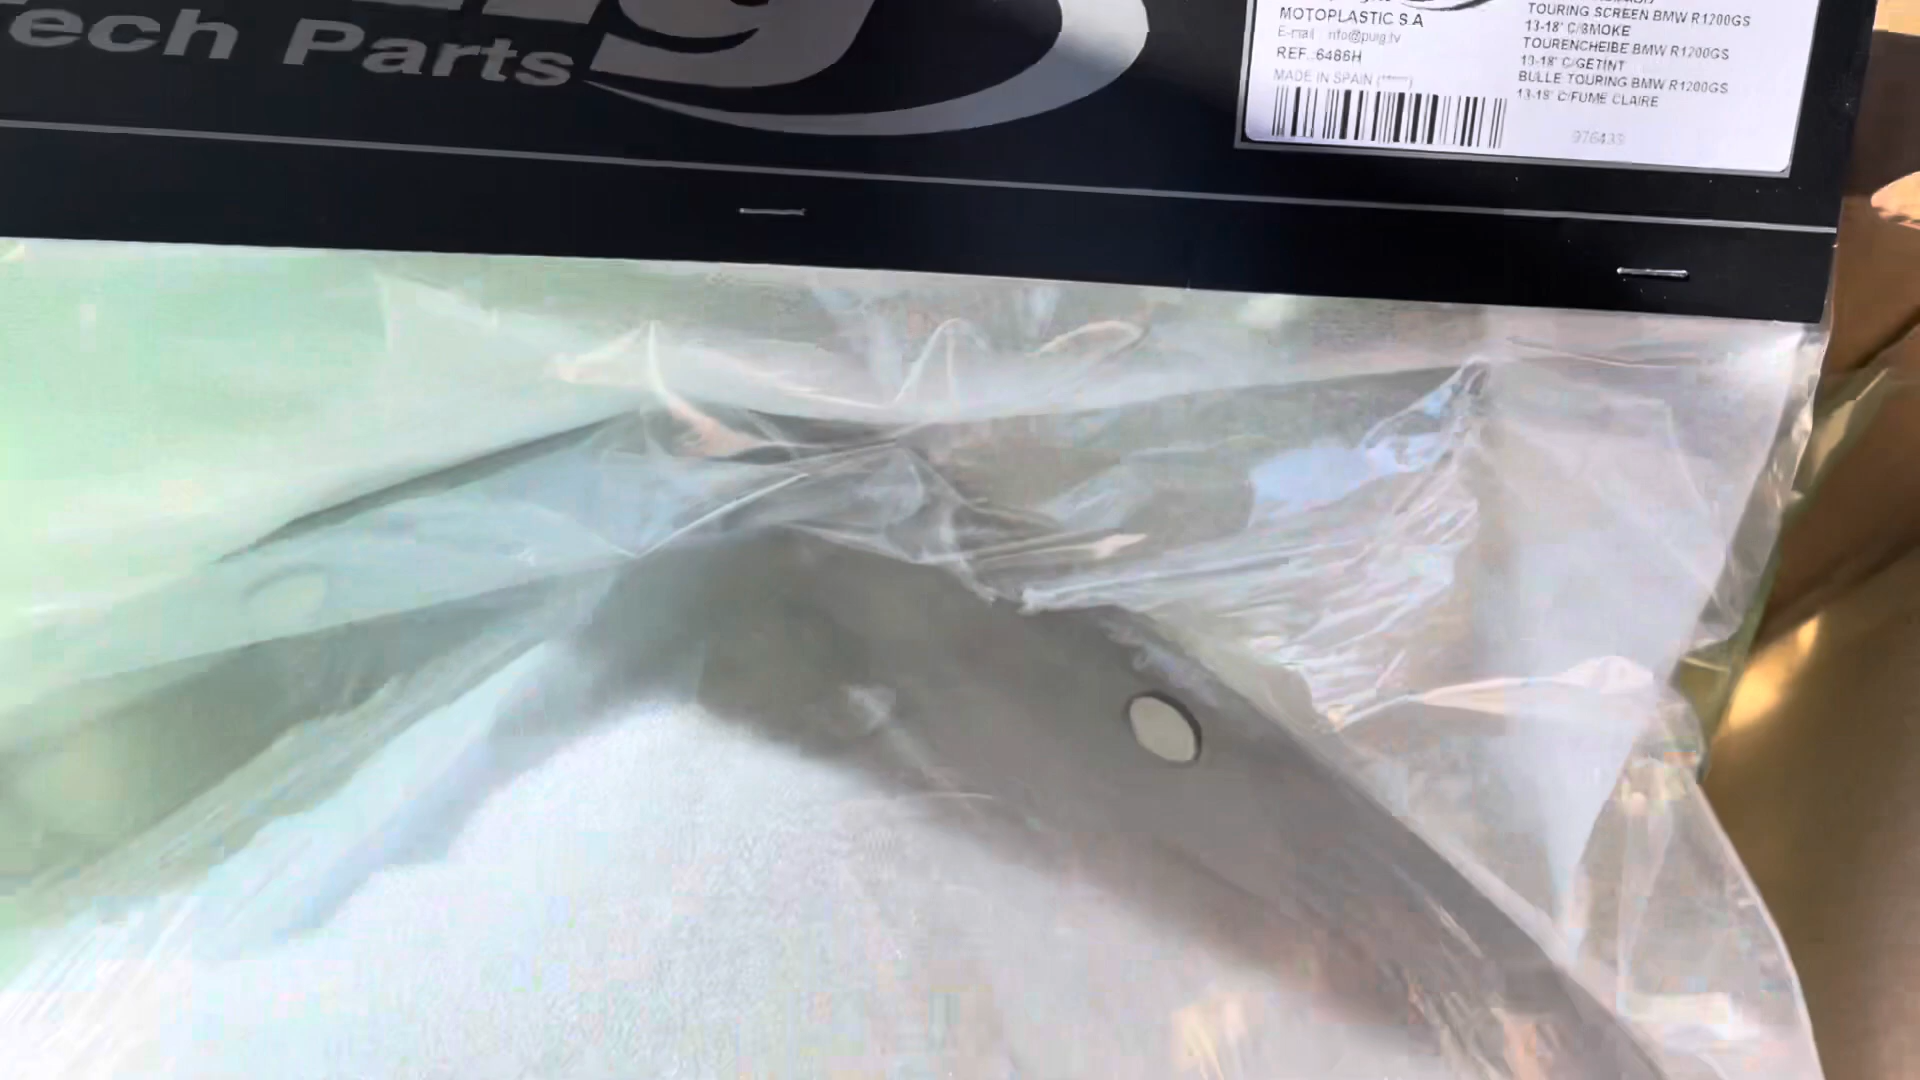 ech Parts
MOTOPLASTIC S.A
E-mail info@puig.tv
REF.:6486H
MADE IN SPAIN
TOURING SCREEN BMW R1200GS
13-18' C/SMOKE
TOURENCHEIBE BMW R1200GS
13-18' C/GETINT
BULLE TOURING BMW R1200GS
13-18' C/FUME CLAIRE
976433